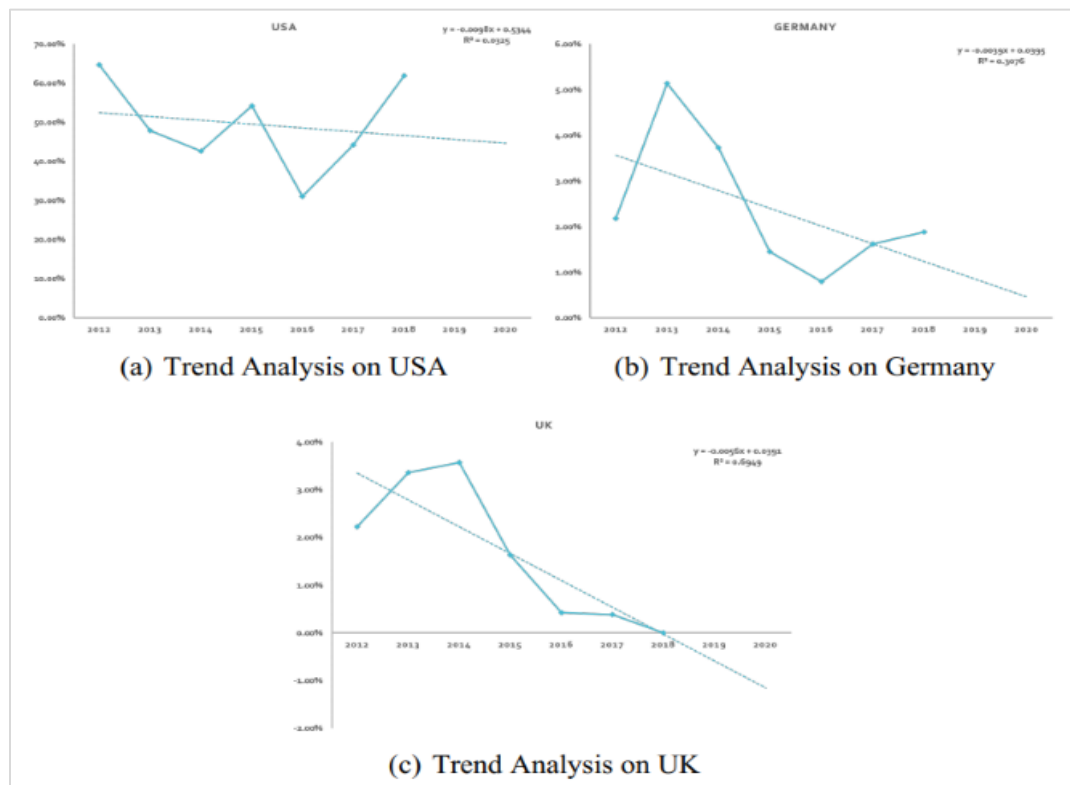 USA
y = -0.0098x + 0.5344
R² = 0.0325
70.00%
60.00%
50.00%
40.00%
30.00%
20.00%
10.00%
0.00%
2012 2013 2014 2015 2016 2017 2018 2019 2020
(a) Trend Analysis on USA
GERMANY
y = -0.0039x + 0.0395
R² = 0.3076
6.00%
5.00%
4.00%
3.00%
2.00%
1.00%
0.00%
2012 2013 2014 2015 2016 2017 2018 2019 2020
(b) Trend Analysis on Germany
UK
y = -0.0056x + 0.0391
R² = 0.6943
4.00%
3.00%
2.00%
1.00%
0.00%
-1.00%
-2.00%
2012 2013 2014 2015 2016 2017 2018 2019 2020
(c) Trend Analysis on UK